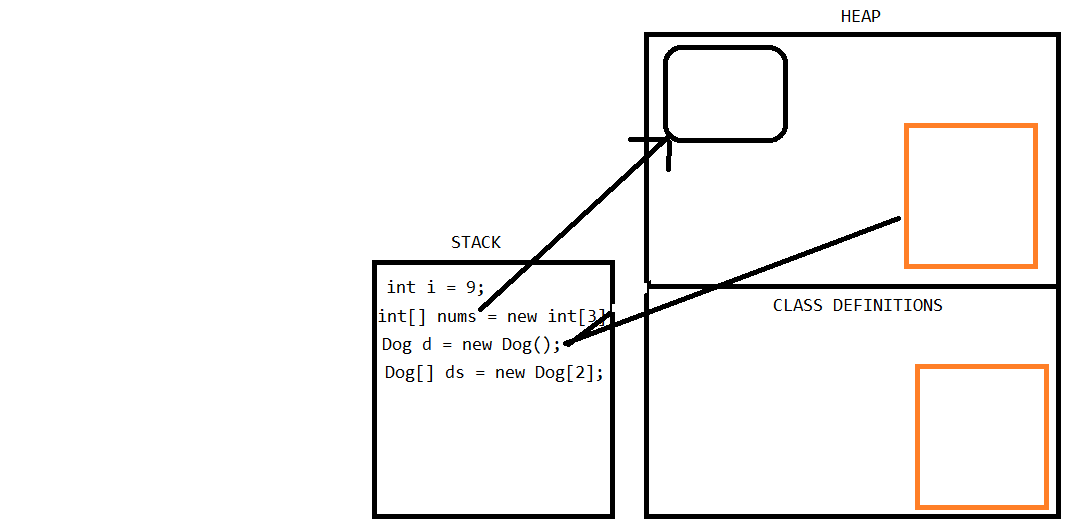 HEAP
STACK
int i = 9;
int[] nums = new int[3]
Dog d = new Dog();
Dog[] ds = new Dog[2];
CLASS DEFINITIONS